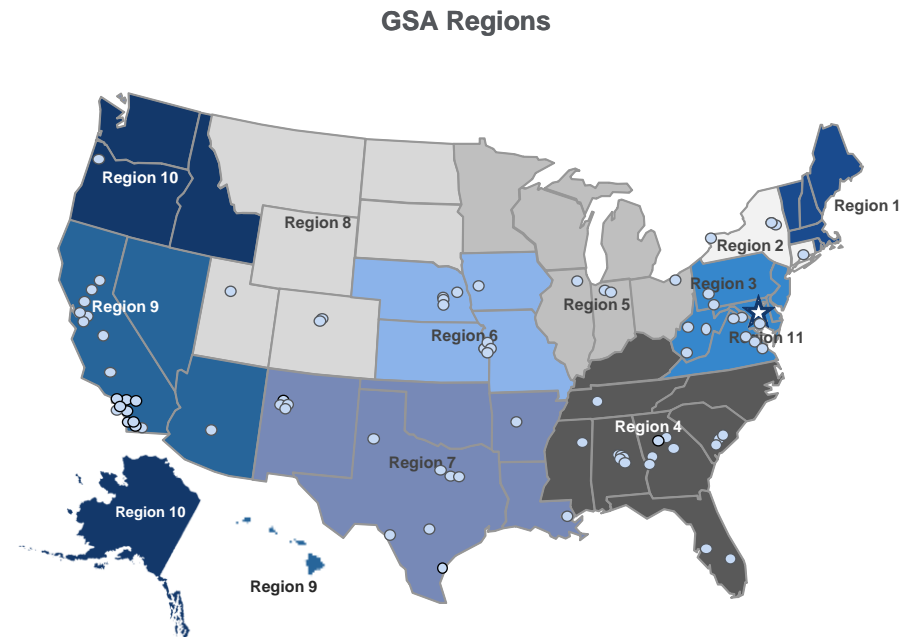 GSA Regions
Region 10
Region 1
Region 8
Region 2
Region 3
Region 9
Region 5
Region 6
Region 11
Region 4
Region 7
Region 10
Region 9